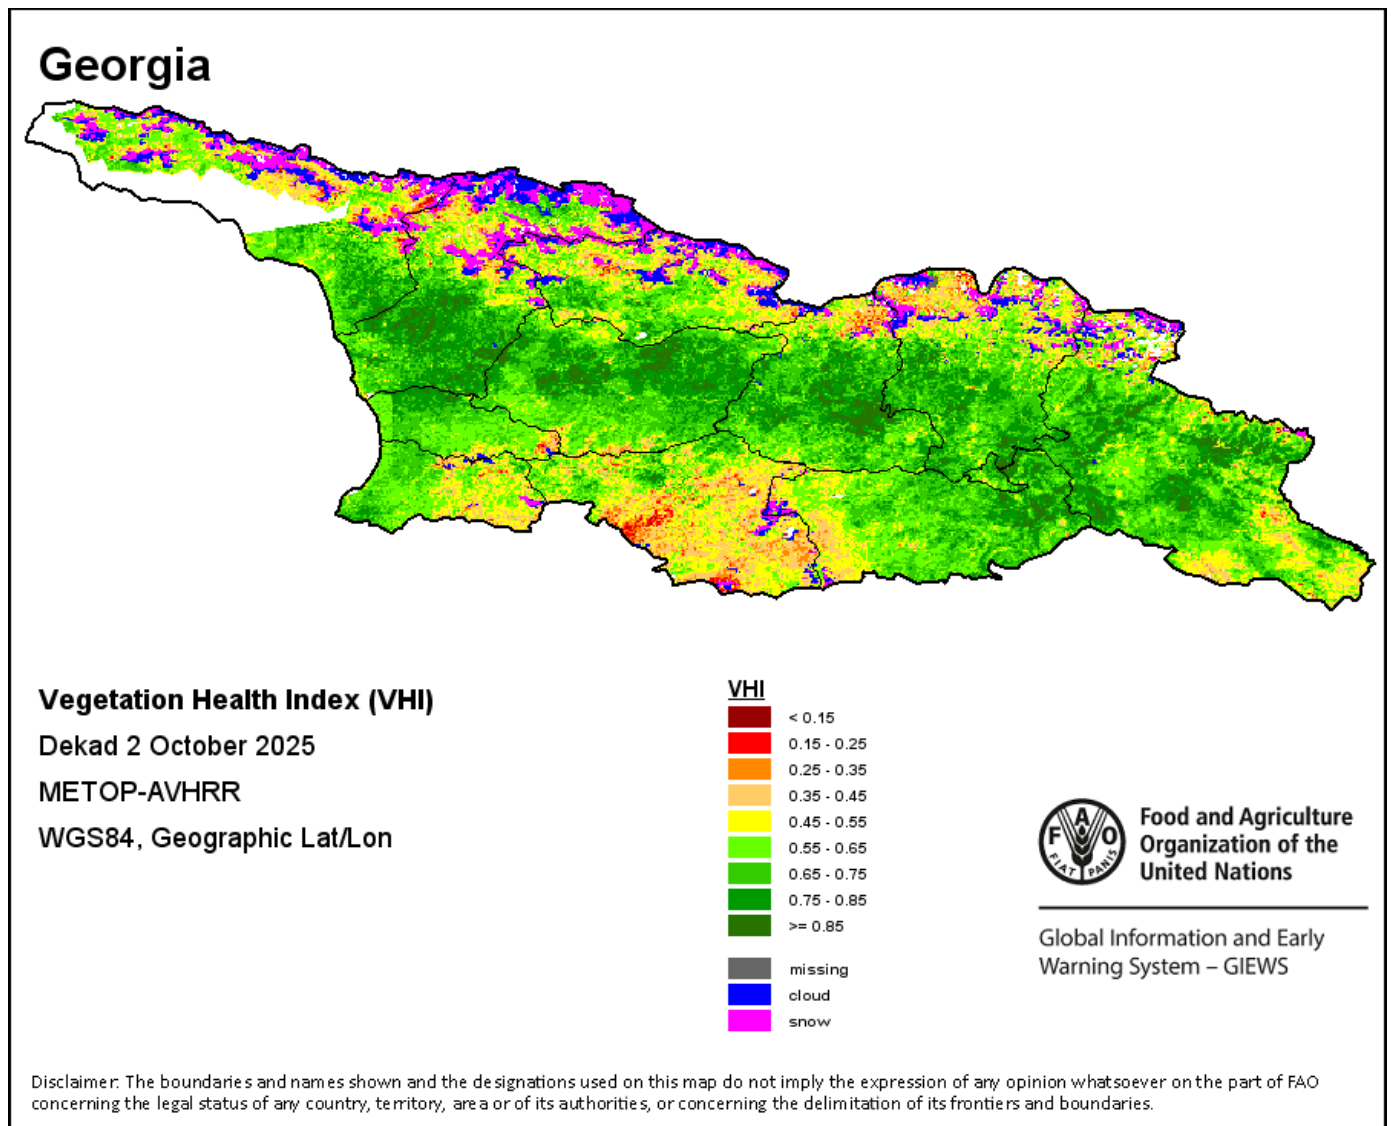 Georgia
Vegetation Health Index (VHI)
Dekad 2 October 2025
METOP-AVHRR
WGS84, Geographic Lat/Lon
VHI
< 0.15
0.15 - 0.25
0.25 - 0.35
0.35 - 0.45
0.45 - 0.55
0.55 - 0.65
0.65 - 0.75
0.75 - 0.85
>= 0.85
missing
cloud
snow
F A O
FIAT PANIS
Food and Agriculture
Organization of the
United Nations
Global Information and Early
Warning System – GIEWS
Disclaimer: The boundaries and names shown and the designations used on this map do not imply the expression of any opinion whatsoever on the part of FAO
concerning the legal status of any country, territory, area or of its authorities, or concerning the delimitation of its frontiers and boundaries.